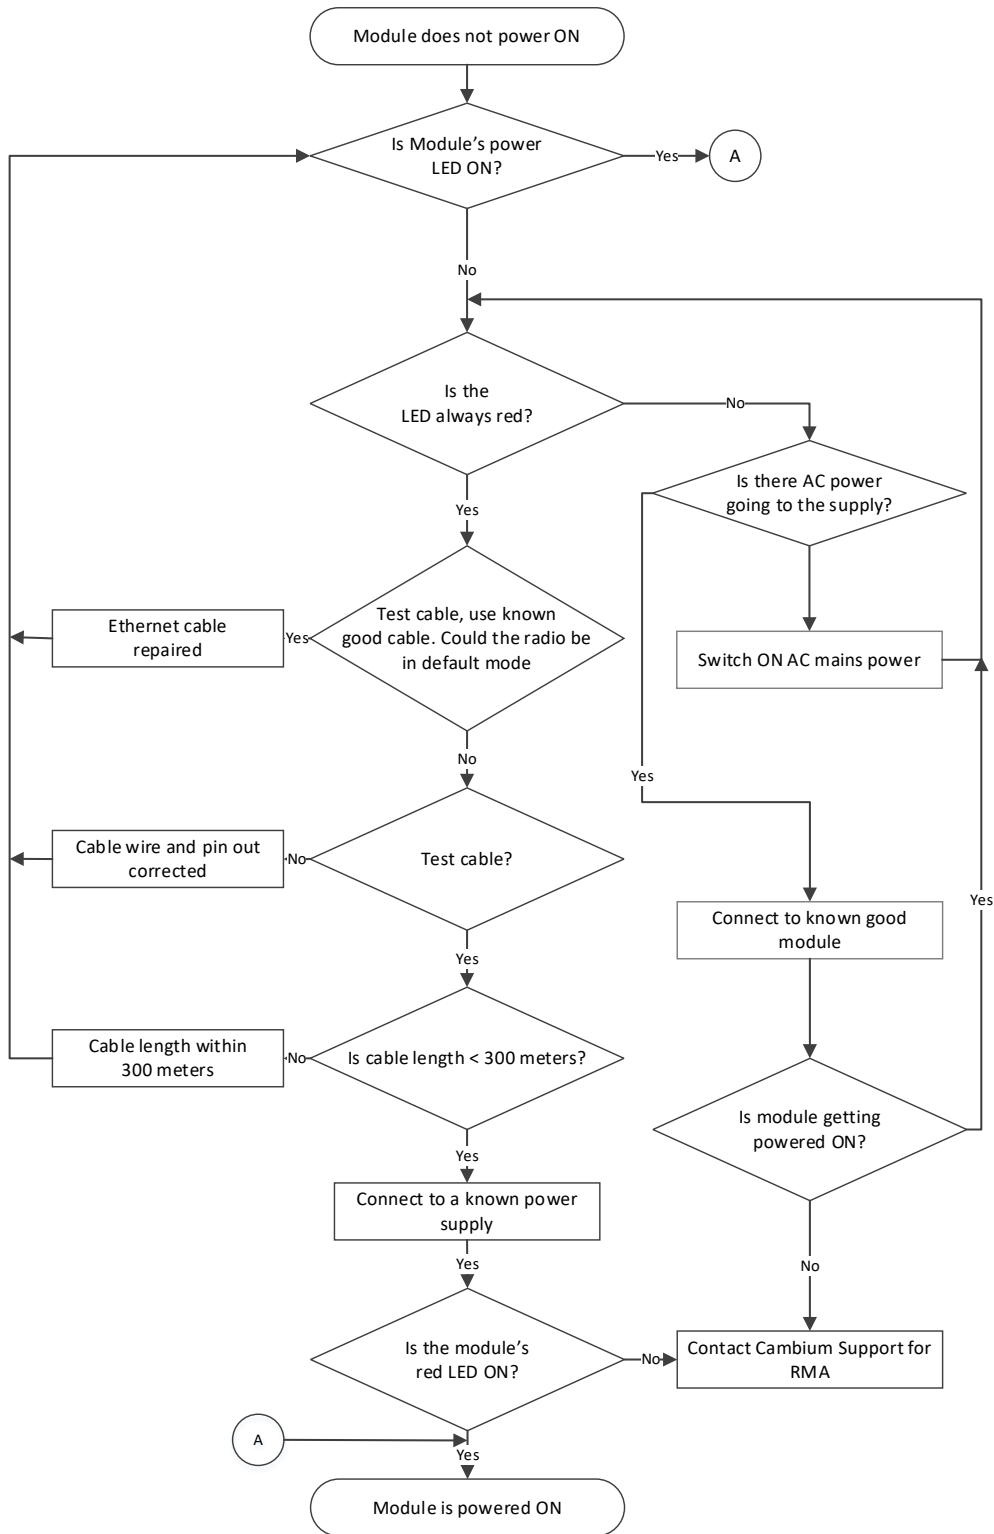 Module does not power ON
Is Module's power
LED ON?
Yes
A
No
Is the
LED always red?
No
Is there AC power
going to the supply?
Yes
Test cable, use known
good cable. Could the radio be
in default mode
Yes
Ethernet cable
repaired
Switch ON AC mains power
No
Yes
Test cable?
No
Cable wire and pin out
corrected
Connect to known good
module
Yes
Yes
Is cable length < 300 meters?
No
Cable length within
300 meters
Is module getting
powered ON?
Yes
Connect to a known power
supply
Yes
No
Is the module's
red LED ON?
No
Contact Cambium Support for
RMA
A
Yes
Module is powered ON